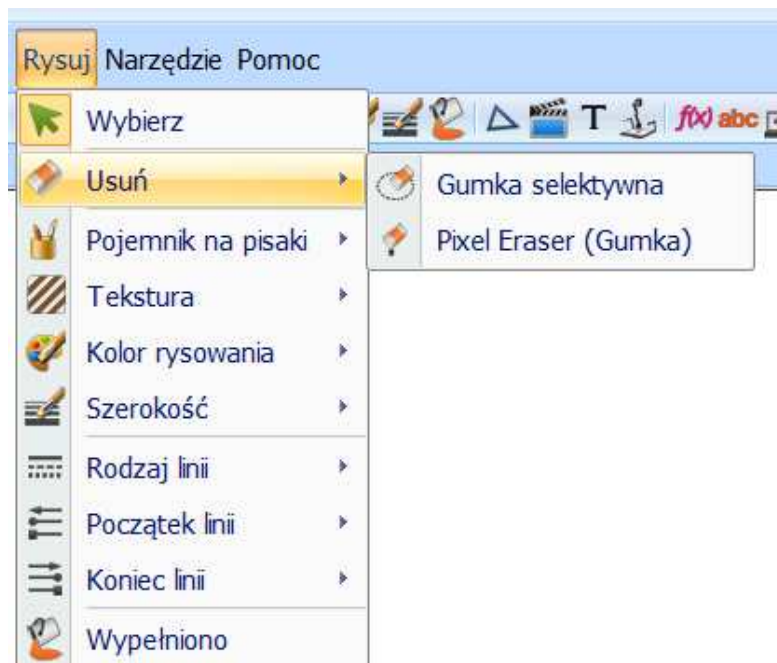 Rysuj Narzędzie Pomoc
Wybierz
T f(x) abc
Usuń
Gumka selektywna
Pojemnik na pisaki
Pixel Eraser (Gumka)
Tekstura
Kolor rysowania
Szerokość
Rodzaj linii
Początek linii
Koniec linii
Wypełniono